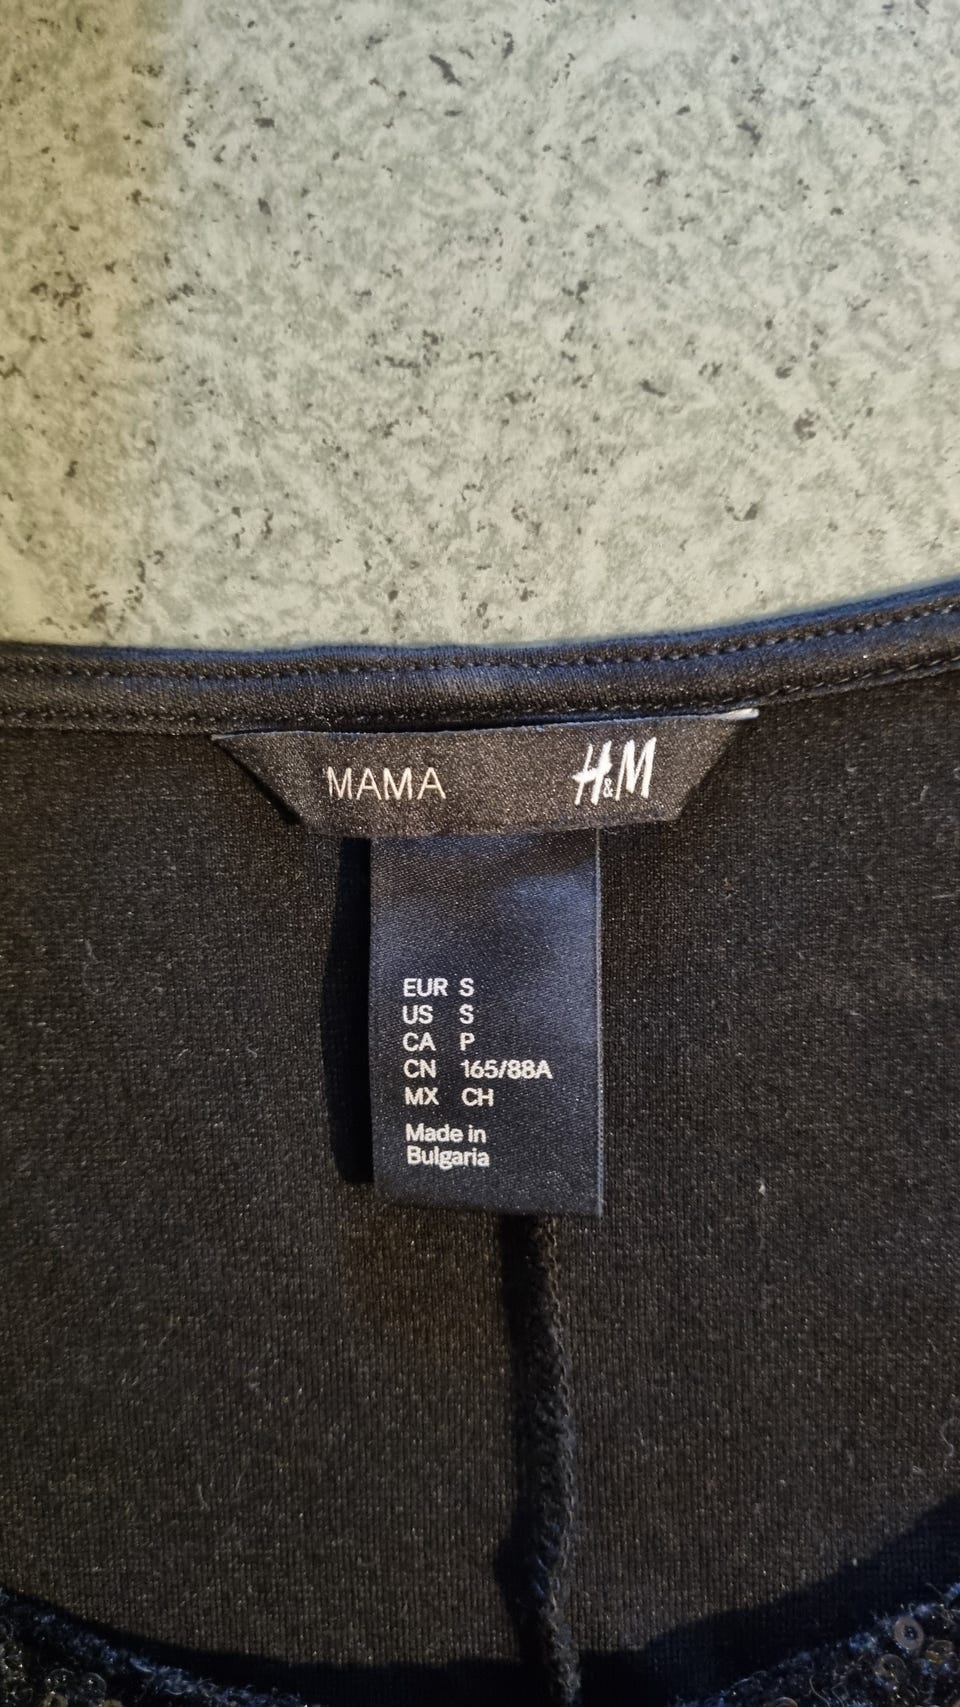 MAMA H&M
EUR S
US S
CA P
CN 165/88A
MX CH
Made in
Bulgaria